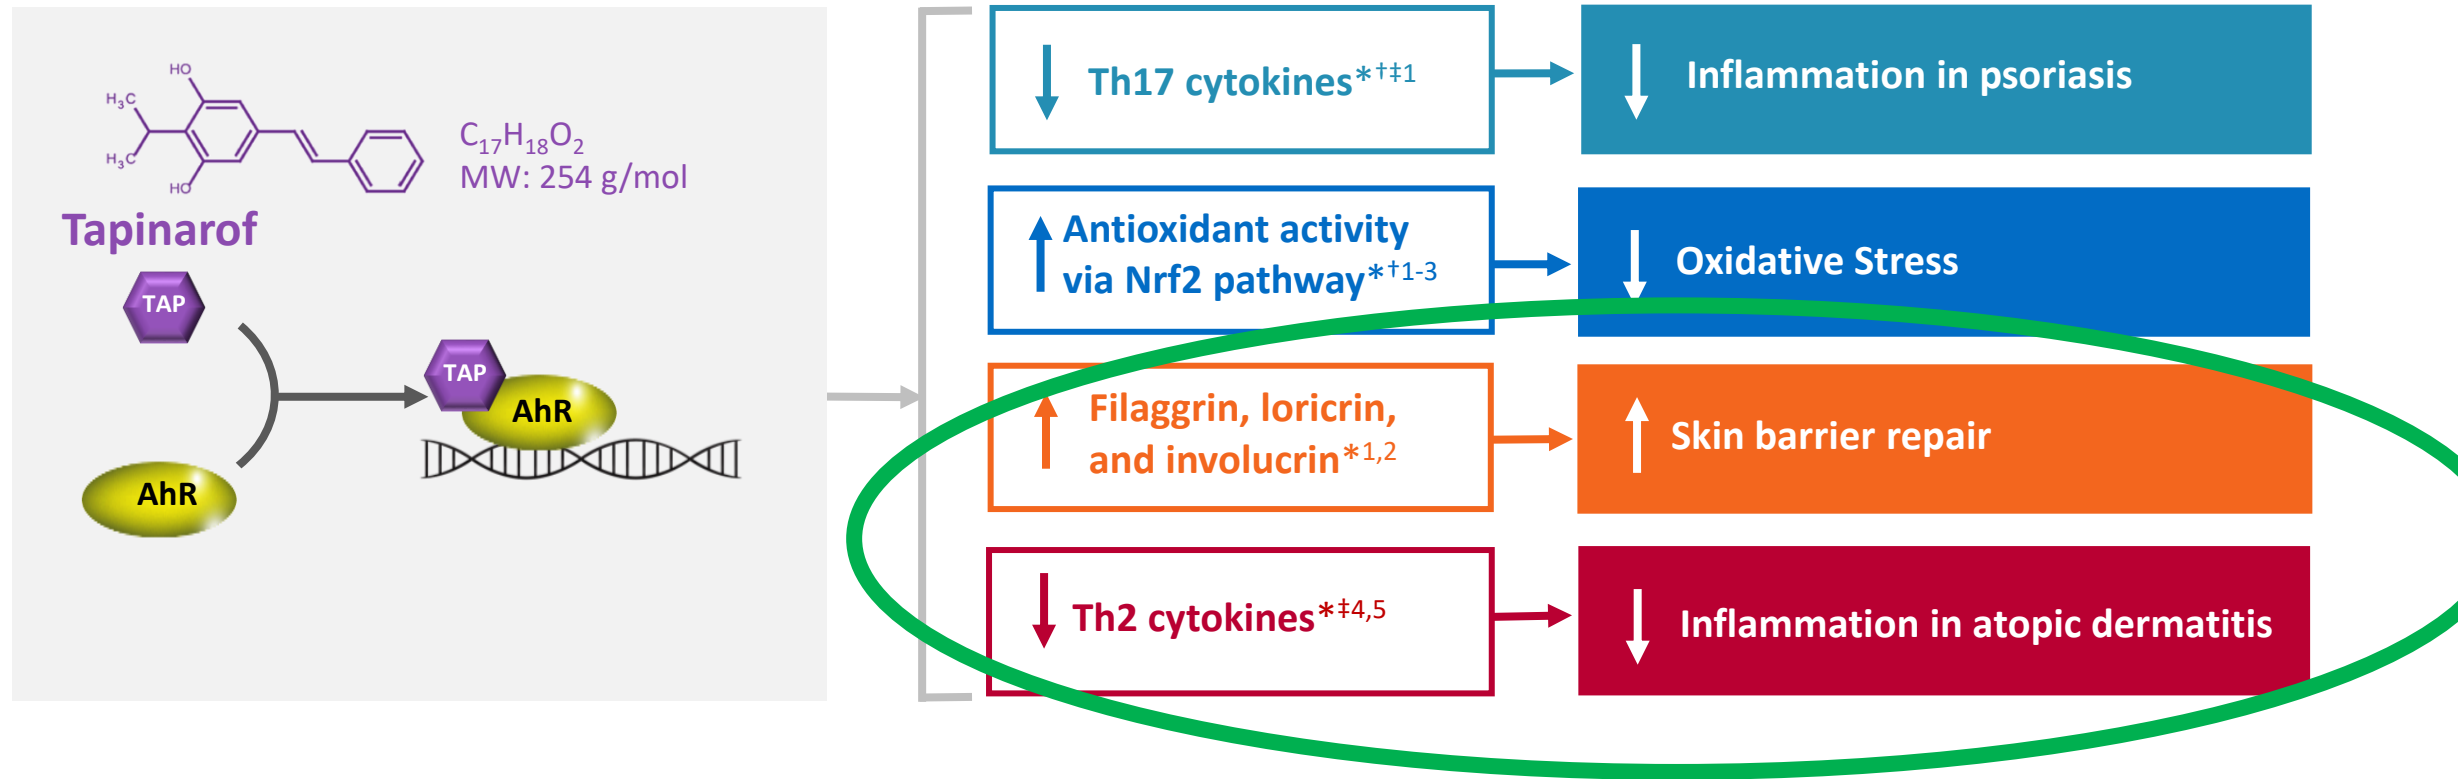 HO
H₃C
H₃C
HO
C₁₇H₁₈O₂
MW: 254 g/mol
Tapinarof
TAP
AhR
TAP
AhR
Th17 cytokines*†‡1
Inflammation in psoriasis
Antioxidant activity
via Nrf2 pathway*†1-3
Oxidative Stress
Filaggrin, loricrin,
and involucrin*1,2
Skin barrier repair
Th2 cytokines*‡4,5
Inflammation in atopic dermatitis